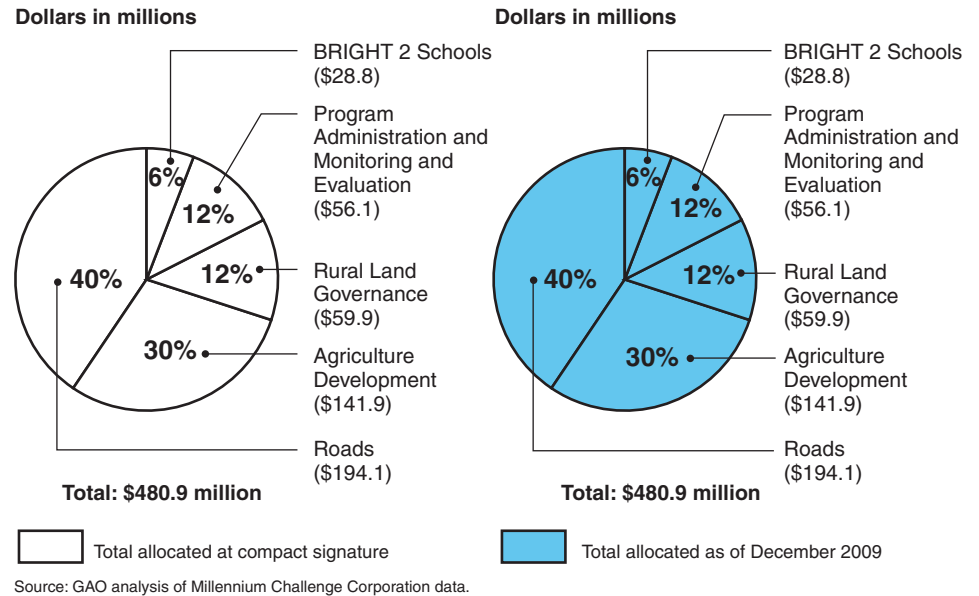 Dollars in millions
BRIGHT 2 Schools
($28.8)
Program
Administration and
Monitoring and
Evaluation
($56.1)
Rural Land
Governance
($59.9)
Agriculture
Development
($141.9)
Roads
($194.1)
6%
12%
12%
30%
40%
Total: $480.9 million
Total allocated at compact signature
Dollars in millions
BRIGHT 2 Schools
($28.8)
Program
Administration and
Monitoring and
Evaluation
($56.1)
Rural Land
Governance
($59.9)
Agriculture
Development
($141.9)
Roads
($194.1)
6%
12%
12%
30%
40%
Total: $480.9 million
Total allocated as of December 2009
Source: GAO analysis of Millennium Challenge Corporation data.